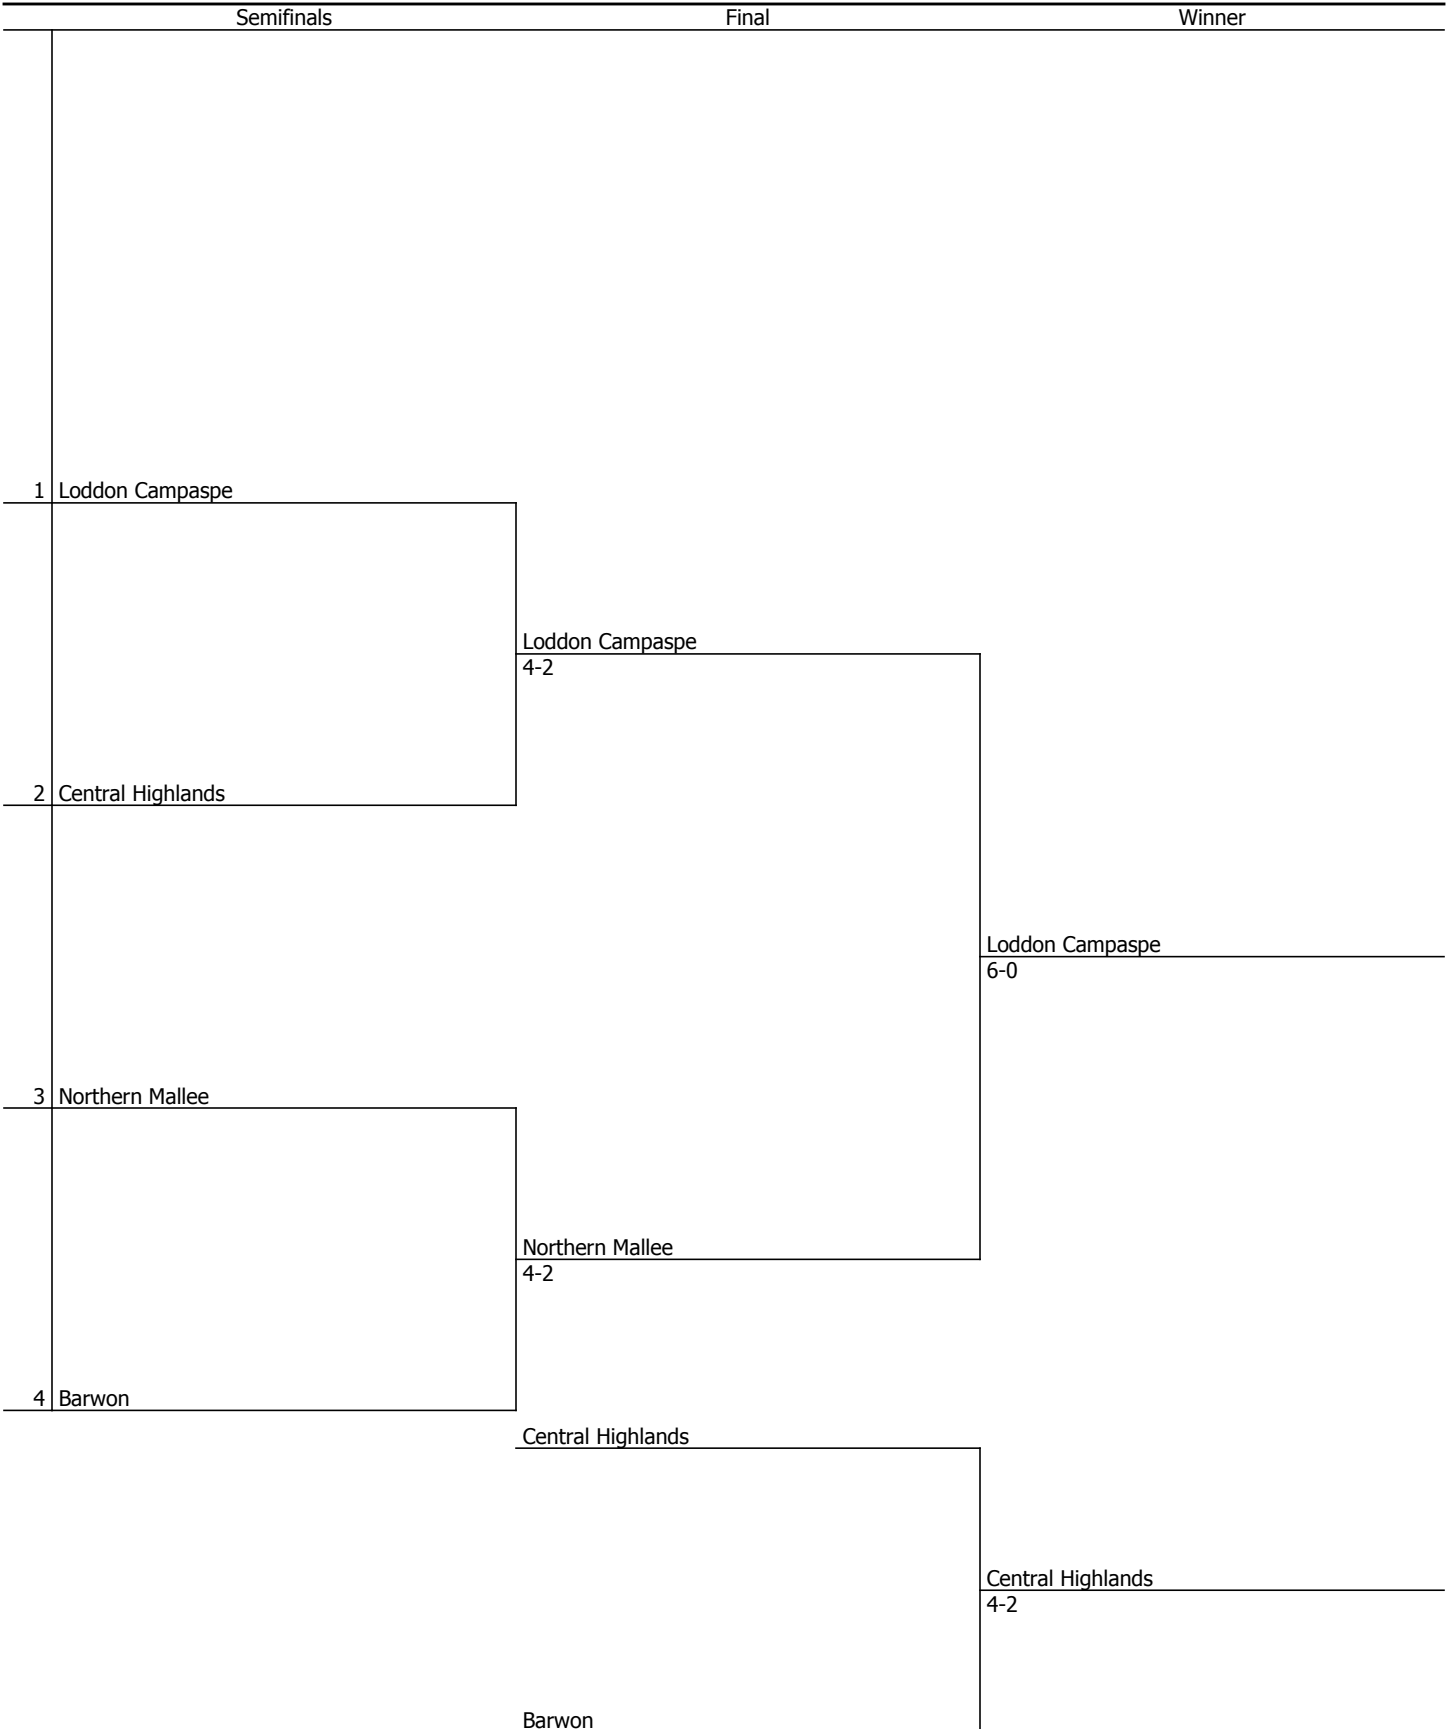 Semifinals Final Winner
1 Loddon Campaspe
Loddon Campaspe
4-2
2 Central Highlands
Loddon Campaspe
6-0
3 Northern Mallee
Northern Mallee
4-2
4 Barwon
Central Highlands
Central Highlands
4-2
Barwon